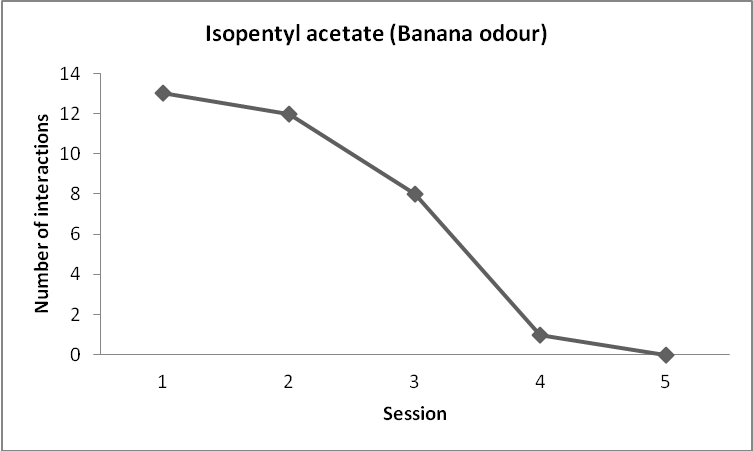 Isopentyl acetate (Banana odour)
Number of interactions
14
12
10
8
6
4
2
0
1 2 3 4 5
Session